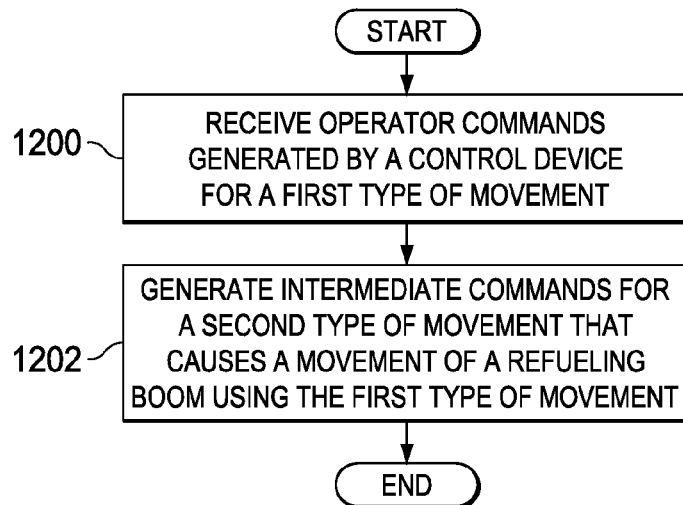 START
1200
RECEIVE OPERATOR COMMANDS
GENERATED BY A CONTROL DEVICE
FOR A FIRST TYPE OF MOVEMENT
1202
GENERATE INTERMEDIATE COMMANDS FOR
A SECOND TYPE OF MOVEMENT THAT
CAUSES A MOVEMENT OF A REFUELING
BOOM USING THE FIRST TYPE OF MOVEMENT
END